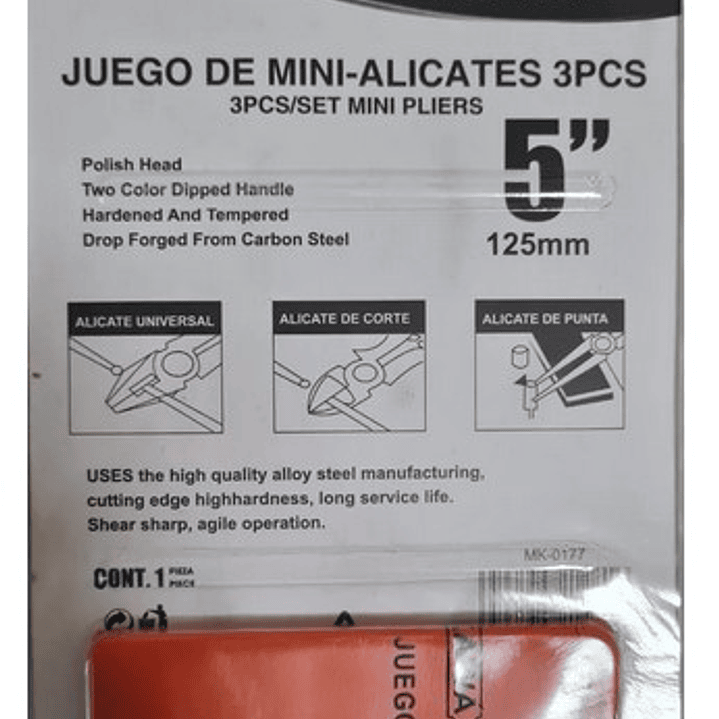 JUEGO DE MINI-ALICATES 3PCS
3PCS/SET MINI PLIERS
5”
125mm
Polish Head
Two Color Dipped Handle
Hardened And Tempered
Drop Forged From Carbon Steel
ALICATE UNIVERSAL
ALICATE DE CORTE
ALICATE DE PUNTA
USES the high quality alloy steel manufacturing,
cutting edge highhardness, long service life.
Shear sharp, agile operation.
MK-0177
CONT. 1 PIEZA
PIECE
JUEGO